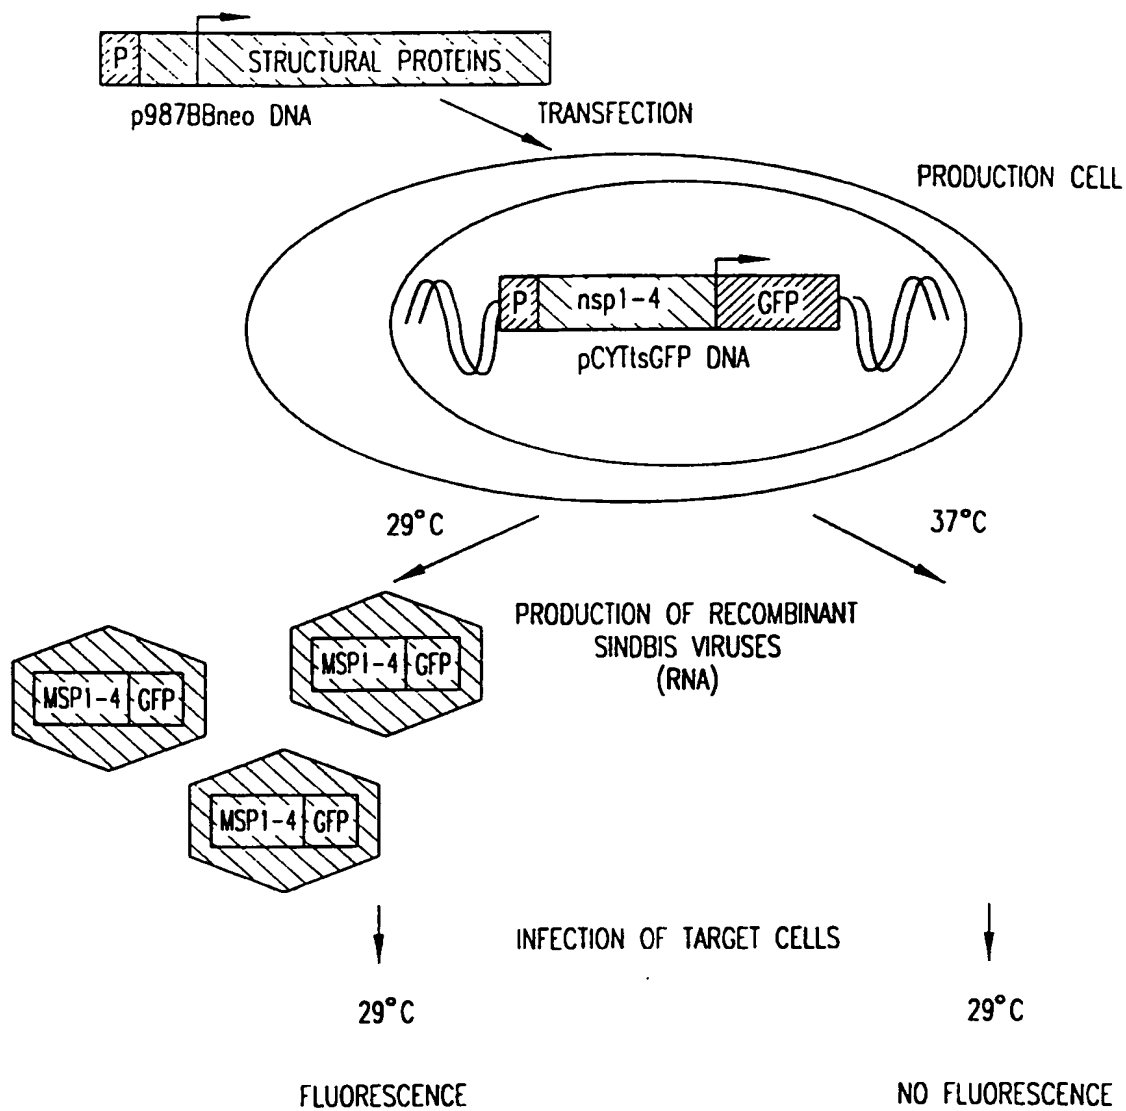 P STRUCTURAL PROTEINS
p987BBneo DNA
TRANSFECTION
PRODUCTION CELL
P nsp1-4 GFP
pCYTtsGFP DNA
29°C
37°C
PRODUCTION OF RECOMBINANT
SINDBIS VIRUSES
(RNA)
MSP1-4 GFP
MSP1-4 GFP
MSP1-4 GFP
INFECTION OF TARGET CELLS
29°C
29°C
FLUORESCENCE
NO FLUORESCENCE